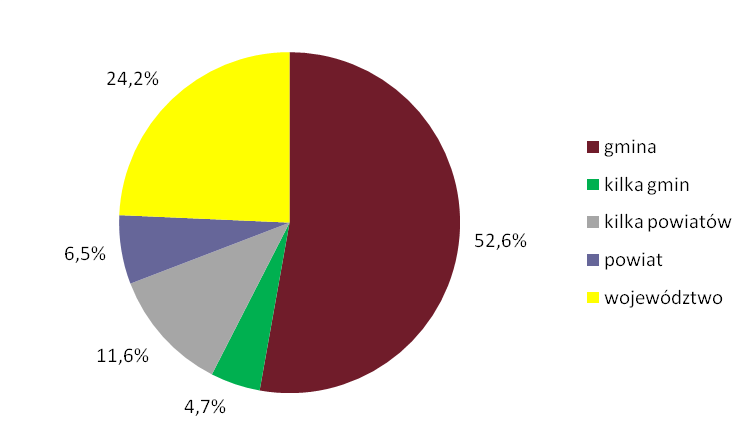 24,2%
52,6%
6,5%
11,6%
4,7%
gmina
kilka gmin
kilka powiatów
powiat
województwo